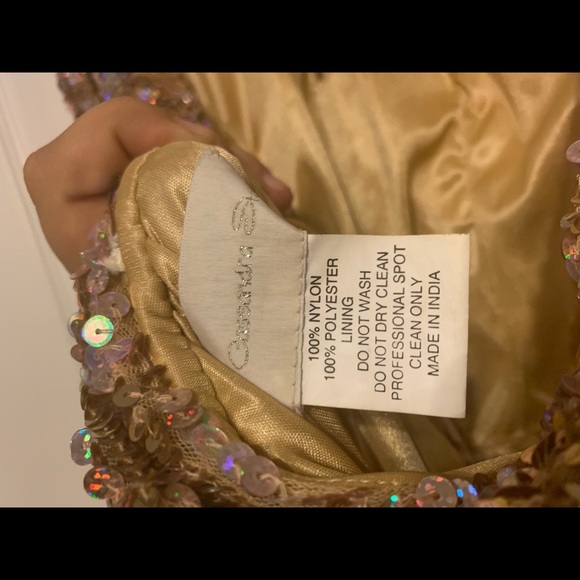 Cassandra
100% NYLON
100% POLYESTER
LINING
DO NOT WASH
DO NOT DRY CLEAN
PROFESSIONAL SPOT
CLEAN ONLY
MADE IN INDIA